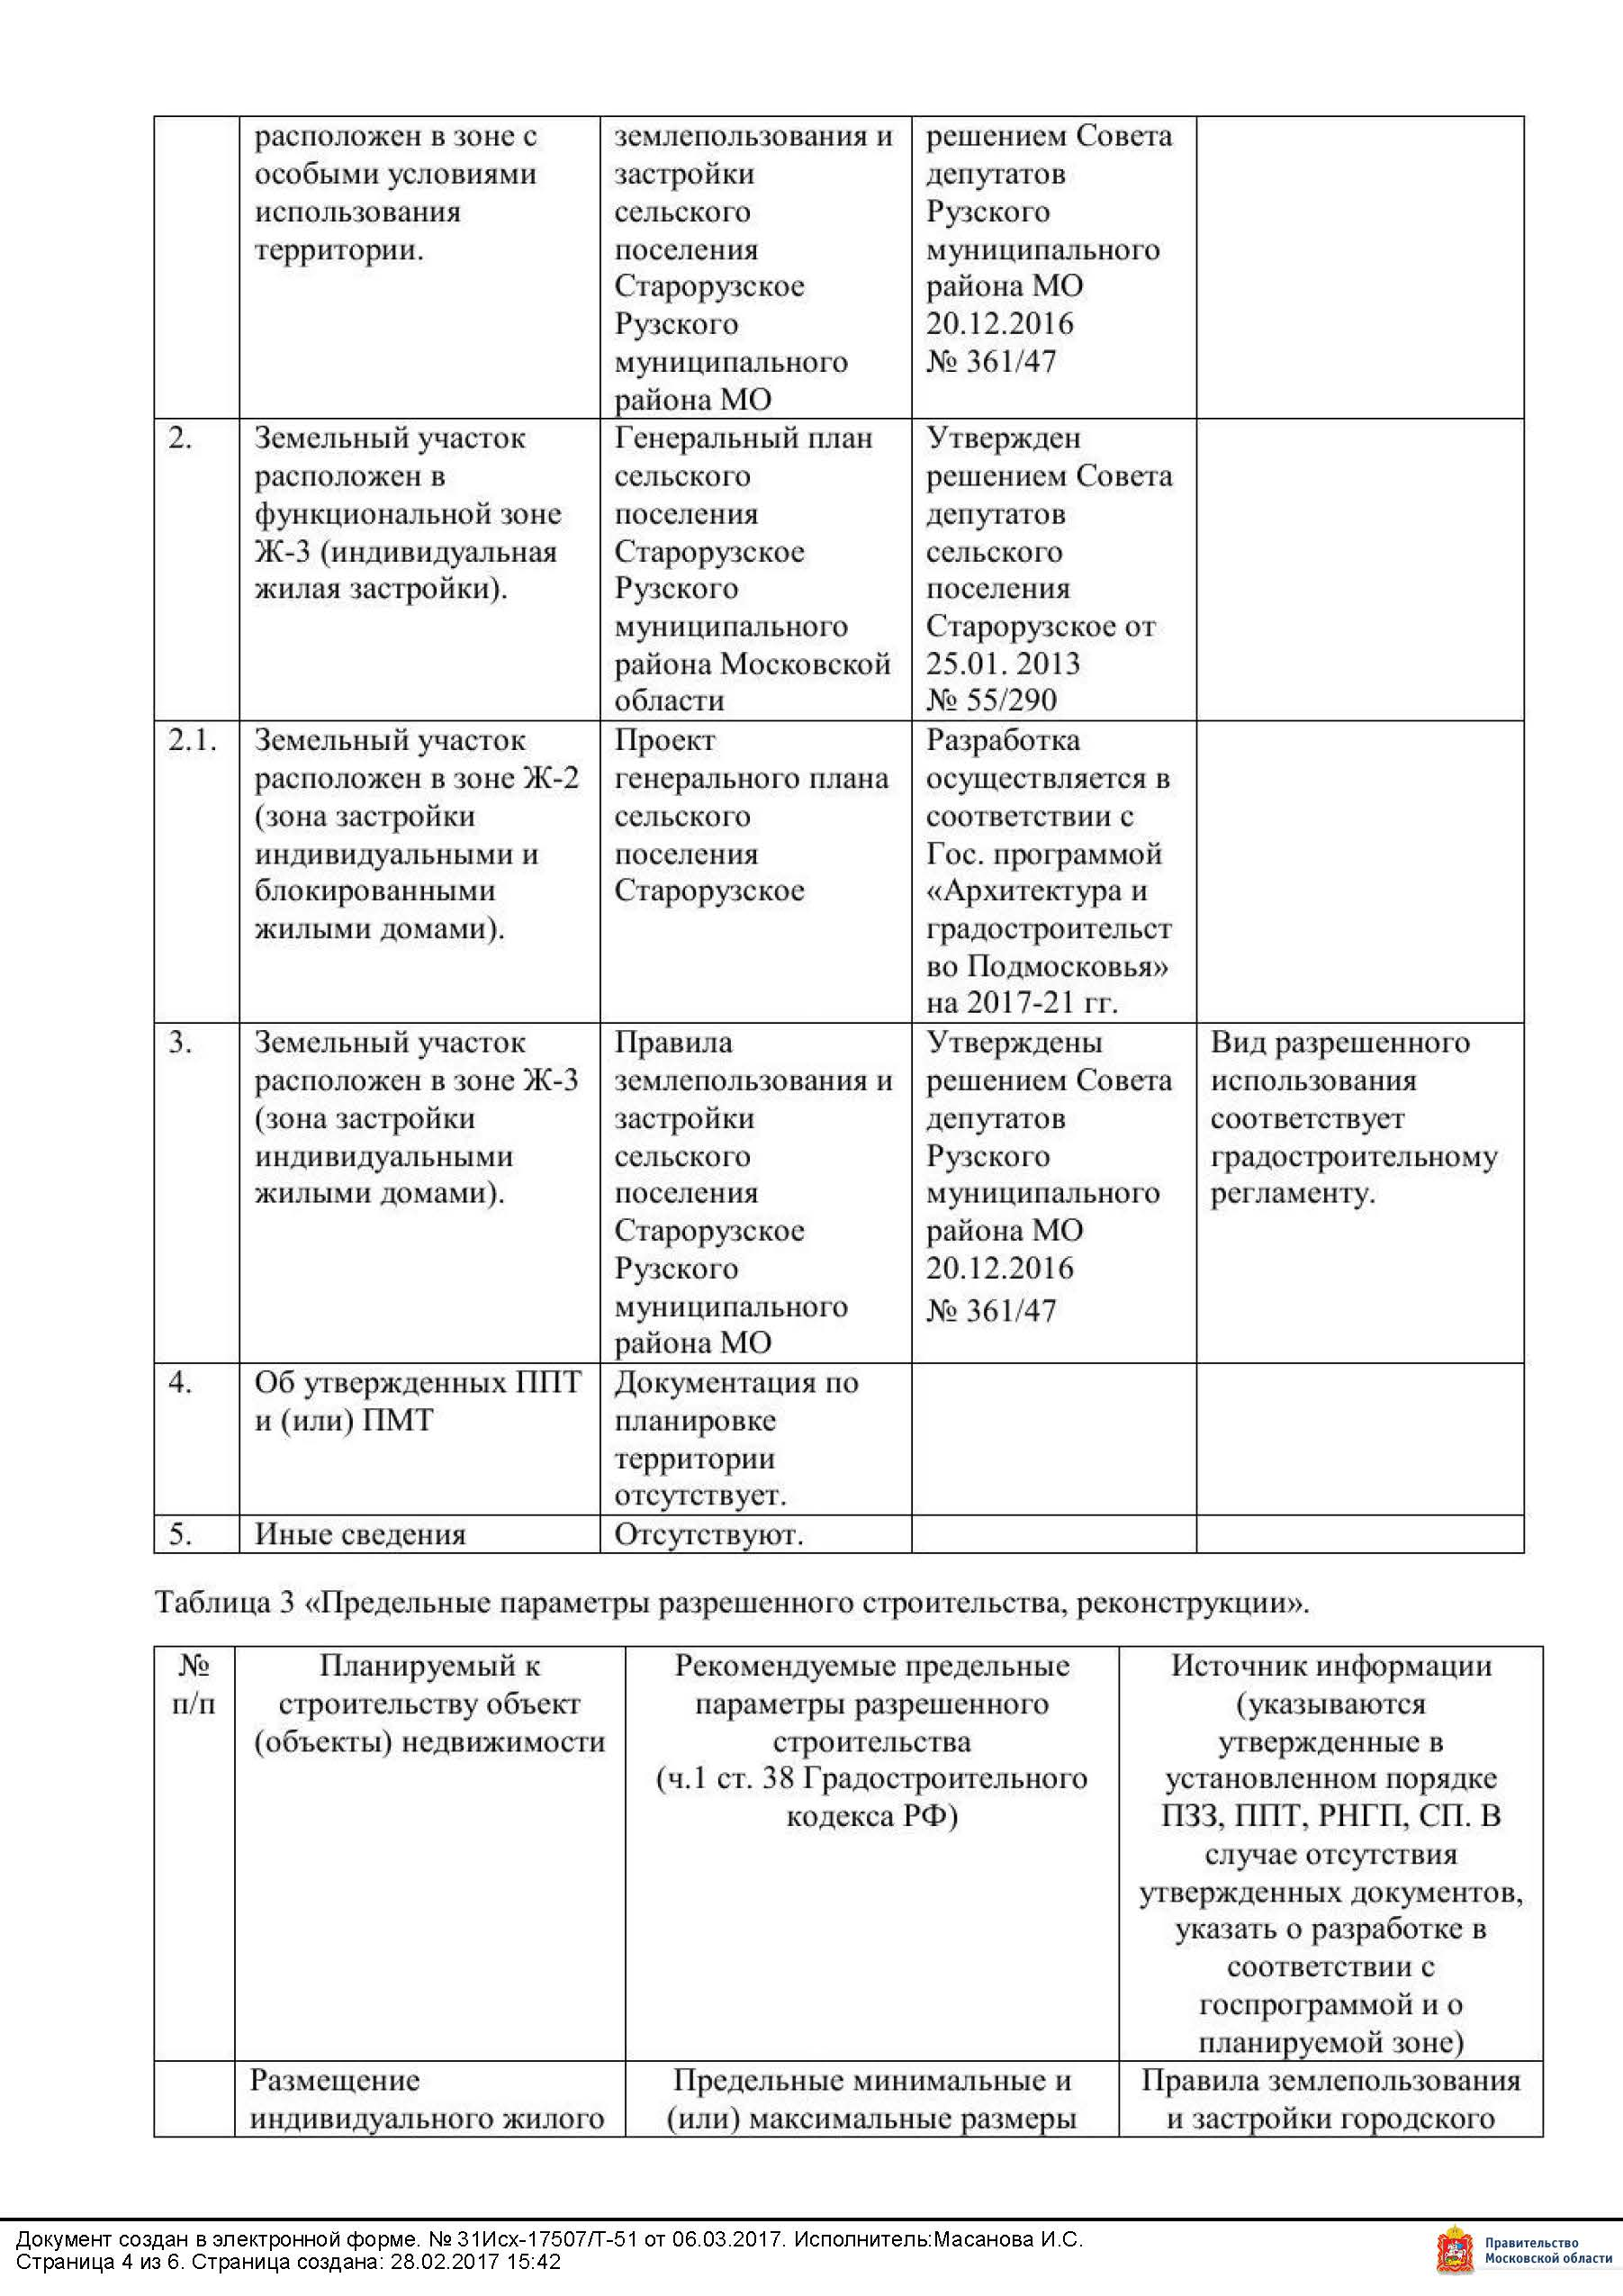 расположен в зоне с
особыми условиями
использования
территории.
землепользования и
застройки
сельского
поселения
Старорузское
Рузского
муниципального
района МО
решением Совета
депутатов
Рузского
муниципального
района МО
20.12.2016
№ 361/47
2.
Земельный участок
расположен в
функциональной зоне
Ж-3 (индивидуальная
жилая застройки).
Генеральный план
сельского
поселения
Старорузское
Рузского
муниципального
района Московской
области
Утвержден
решением Совета
депутатов
сельского
поселения
Старорузское от
25.01. 2013
№ 55/290
2.1.
Земельный участок
расположен в зоне Ж-2
(зона застройки
индивидуальными и
блокированными
жилыми домами).
Проект
генерального плана
сельского
поселения
Старорузское
Разработка
осуществляется в
соответствии с
Гос. программой
«Архитектура и
градостроительст
во Подмосковья»
на 2017-21 гг.
3.
Земельный участок
расположен в зоне Ж-3
(зона застройки
индивидуальными
жилыми домами).
Правила
землепользования и
застройки
сельского
поселения
Старорузское
Рузского
муниципального
района МО
Утверждены
решением Совета
депутатов
Рузского
муниципального
района МО
20.12.2016
№ 361/47
Вид разрешенного
использования
соответствует
градостроительному
регламенту.
4.
Об утвержденных ППТ
и (или) ПМТ
Документация по
планировке
территории
отсутствует.
5.
Иные сведения
Отсутствуют.
Таблица 3 «Предельные параметры разрешенного строительства, реконструкции».
№
п/п
Планируемый к
строительству объект
(объекты) недвижимости
Рекомендуемые предельные
параметры разрешенного
строительства
(ч.1 ст. 38 Градостроительного
кодекса РФ)
Источник информации
(указываются
утвержденные в
установленном порядке
ПЗЗ, ППТ, РНГП, СП. В
случае отсутствия
утвержденных документов,
указать о разработке в
соответствии с
госпрограммой и о
планируемой зоне)
Размещение
индивидуального жилого
Предельные минимальные и
(или) максимальные размеры
Правила землепользования
и застройки городского
Документ создан в электронной форме. № 31Исх-17507/Т-51 от 06.03.2017. Исполнитель:Масанова И.С.
Страница 4 из 6. Страница создана: 28.02.2017 15:42
Правительство
Московской области